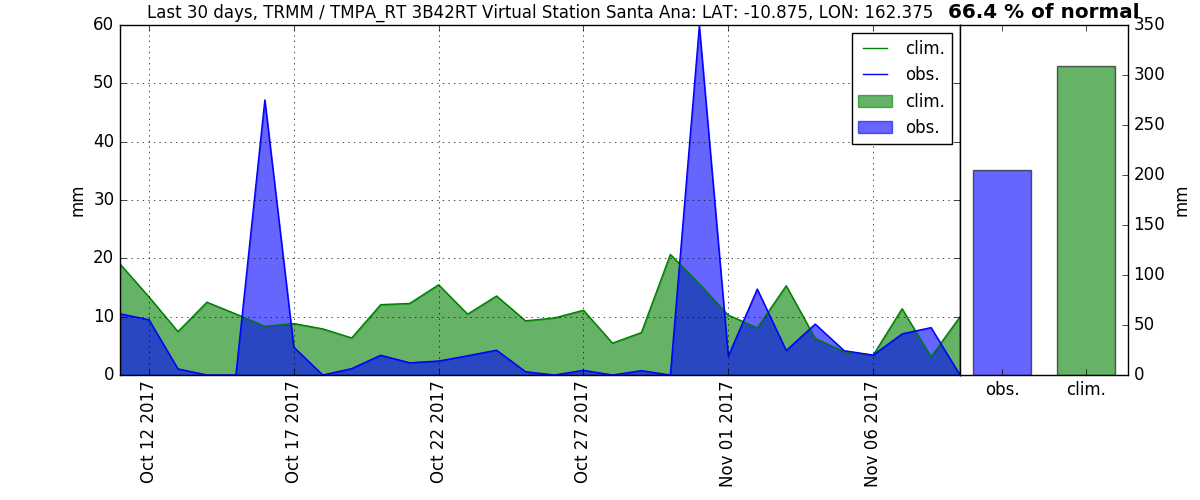 Last 30 days, TRMM / TMPA_RT 3B42RT Virtual Station Santa Ana: LAT: -10.875, LON: 162.375
66.4 % of normal
60
50
40
30
20
10
0
mm
clim.
obs.
clim.
obs.
Oct 12 2017
Oct 17 2017
Oct 22 2017
Oct 27 2017
Nov 01 2017
Nov 06 2017
350
300
250
200
150
100
50
0
mm
obs.
clim.